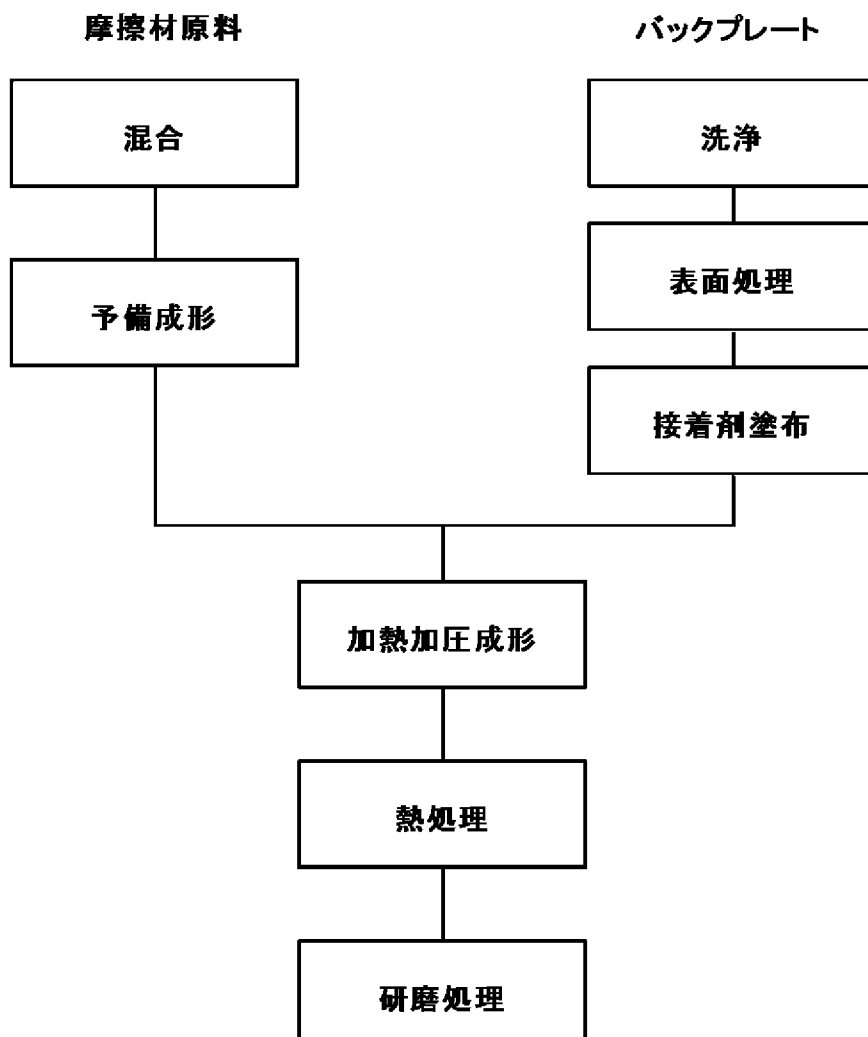 摩擦材原料
バックプレート
混合
洗浄
予備成形
表面処理
接着剤塗布
加熱加圧成形
熱処理
研磨処理